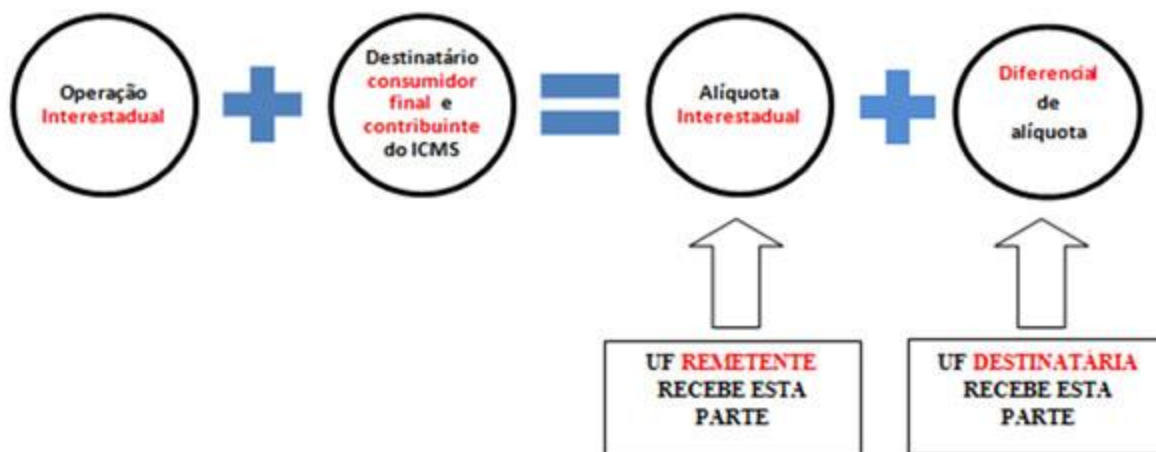 Operação
Interestadual
Destinatário
consumidor
final e
contribuinte
do ICMS
Alíquota
Interestadual
Diferencial
de
alíquota
UF REMETENTE
RECEBE ESTA
PARTE
UF DESTINATÁRIA
RECEBE ESTA
PARTE